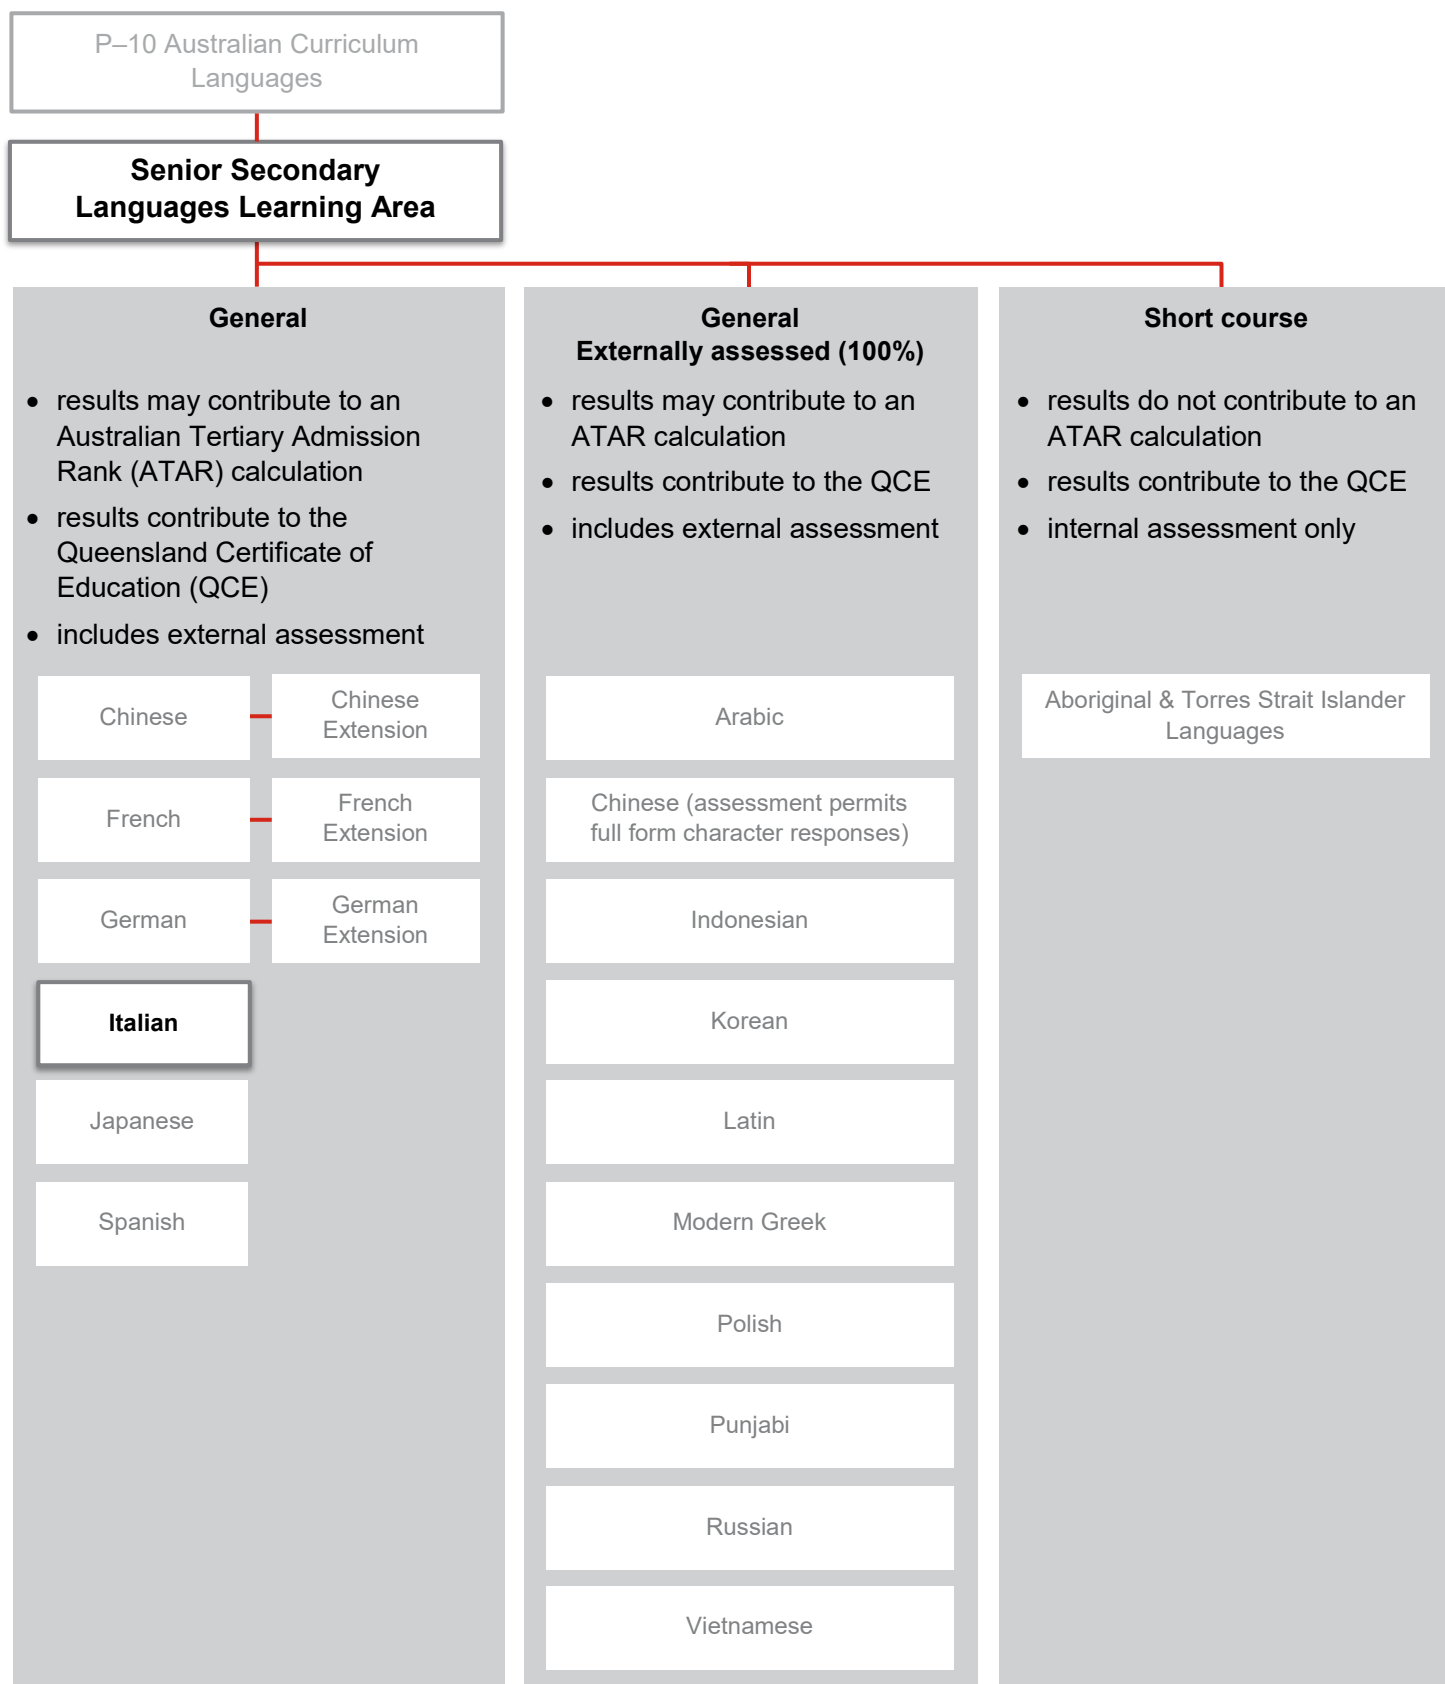 P–10 Australian Curriculum
Languages
Senior Secondary
Languages Learning Area
General
• results may contribute to an
Australian Tertiary Admission
Rank (ATAR) calculation
• results contribute to the
Queensland Certificate of
Education (QCE)
• includes external assessment
Chinese
Chinese
Extension
French
French
Extension
German
German
Extension
Italian
Japanese
Spanish
General
Externally assessed (100%)
• results may contribute to an
ATAR calculation
• results contribute to the QCE
• includes external assessment
Arabic
Chinese (assessment permits
full form character responses)
Indonesian
Korean
Latin
Modern Greek
Polish
Punjabi
Russian
Vietnamese
Short course
• results do not contribute to an
ATAR calculation
• results contribute to the QCE
• internal assessment only
Aboriginal & Torres Strait Islander
Languages